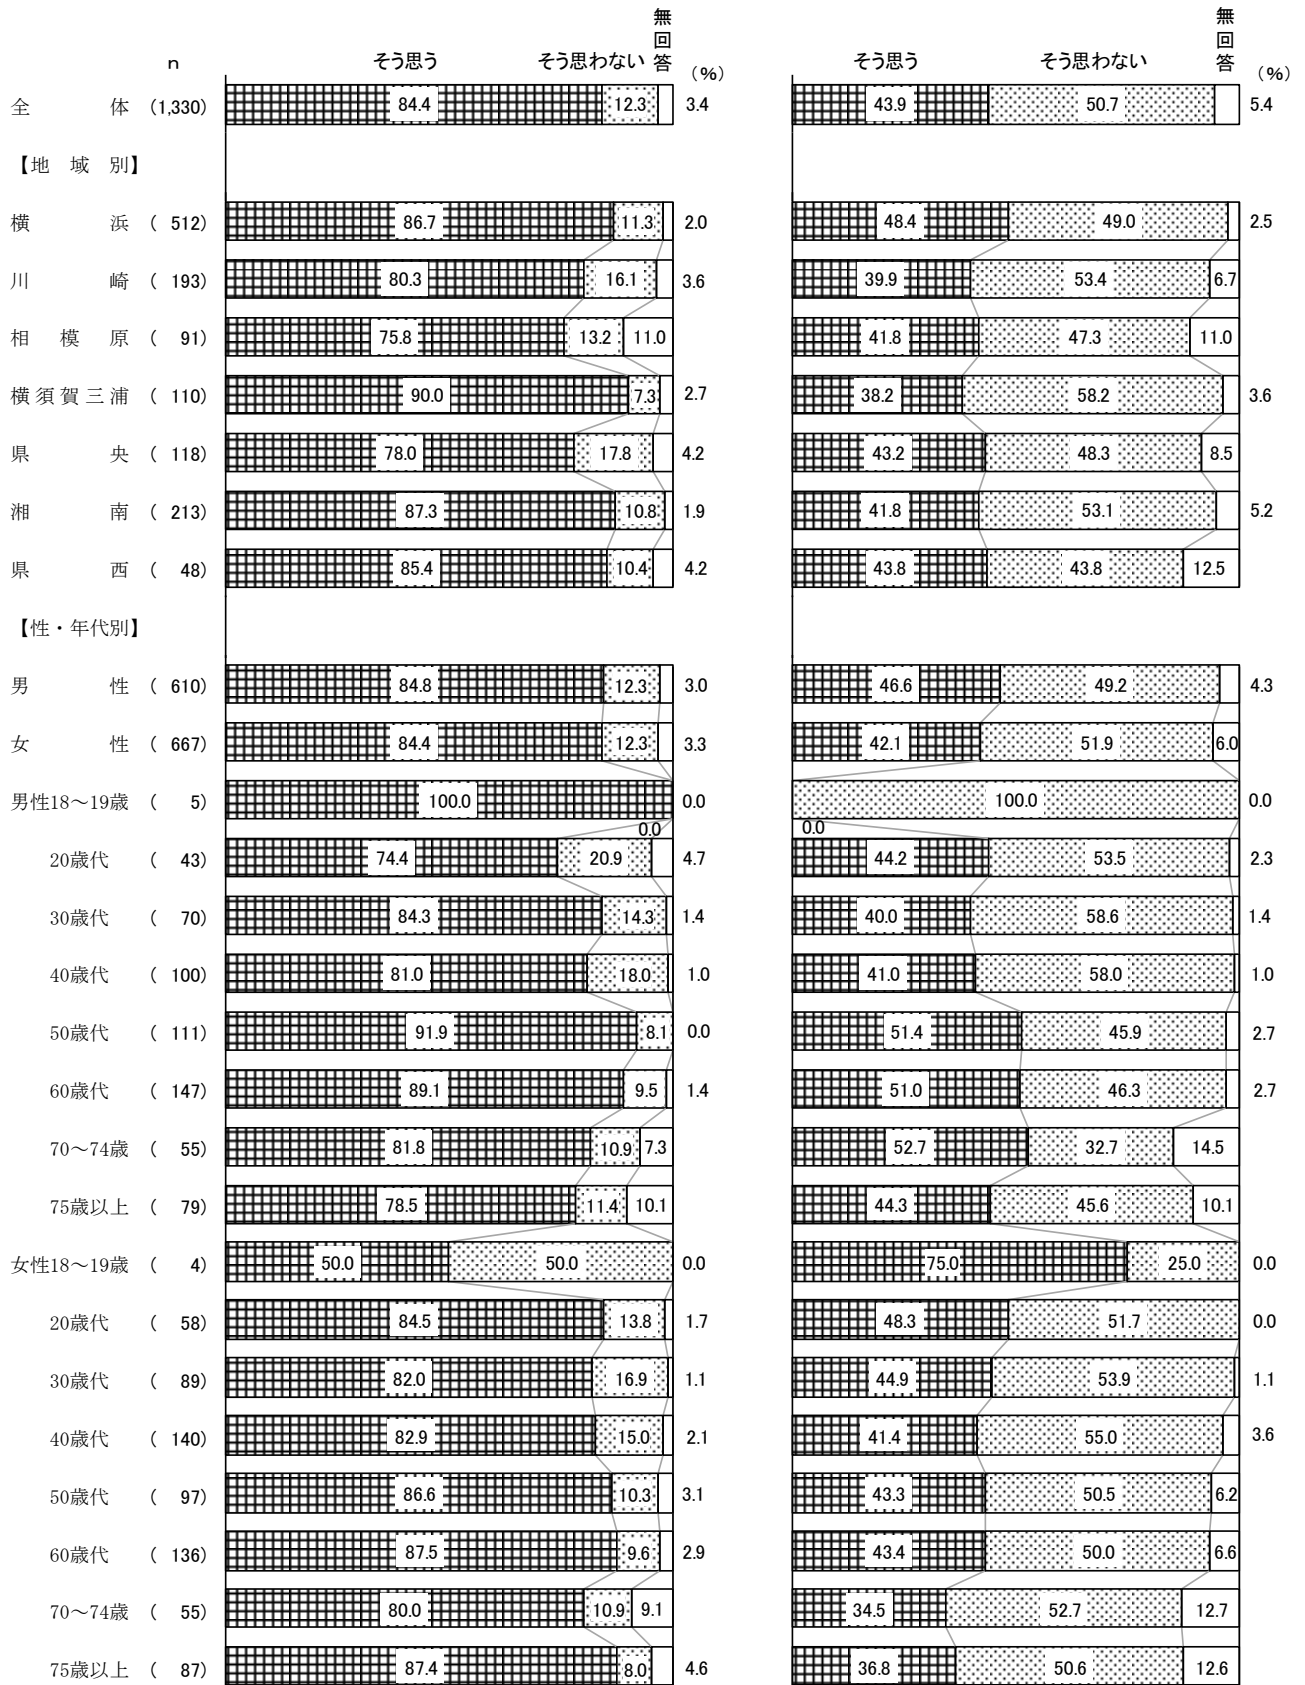 無回答 無回答
n そう思う そう思わない (%) そう思う そう思わない (%)
全体 (1,330) 84.4 12.3 3.4 43.9 50.7 5.4
【地域別】
横浜 ( 512) 86.7 11.3 2.0 48.4 49.0 2.5
川崎 ( 193) 80.3 16.1 3.6 39.9 53.4 6.7
相模原 ( 91) 75.8 13.2 11.0 41.8 47.3 11.0
横須賀三浦 ( 110) 90.0 7.3 2.7 38.2 58.2 3.6
県央 ( 118) 78.0 17.8 4.2 43.2 48.3 8.5
湘南 ( 213) 87.3 10.8 1.9 41.8 53.1 5.2
県西 ( 48) 85.4 10.4 4.2 43.8 43.8 12.5
【性・年代別】
男性 ( 610) 84.8 12.3 3.0 46.6 49.2 4.3
女性 ( 667) 84.4 12.3 3.3 42.1 51.9 6.0
男性18～19歳 ( 5) 100.0 0.0 100.0 0.0
0.0 0.0
20歳代 ( 43) 74.4 20.9 4.7 44.2 53.5 2.3
30歳代 ( 70) 84.3 14.3 1.4 40.0 58.6 1.4
40歳代 ( 100) 81.0 18.0 1.0 41.0 58.0 1.0
50歳代 ( 111) 91.9 8.1 0.0 51.4 45.9 2.7
60歳代 ( 147) 89.1 9.5 1.4 51.0 46.3 2.7
70～74歳 ( 55) 81.8 10.9 7.3 52.7 32.7 14.5
75歳以上 ( 79) 78.5 11.4 10.1 44.3 45.6 10.1
女性18～19歳 ( 4) 50.0 50.0 0.0 75.0 25.0 0.0
20歳代 ( 58) 84.5 13.8 1.7 48.3 51.7 0.0
30歳代 ( 89) 82.0 16.9 1.1 44.9 53.9 1.1
40歳代 ( 140) 82.9 15.0 2.1 41.4 55.0 3.6
50歳代 ( 97) 86.6 10.3 3.1 43.3 50.5 6.2
60歳代 ( 136) 87.5 9.6 2.9 43.4 50.0 6.6
70～74歳 ( 55) 80.0 10.9 9.1 34.5 52.7 12.7
75歳以上 ( 87) 87.4 8.0 4.6 36.8 50.6 12.6